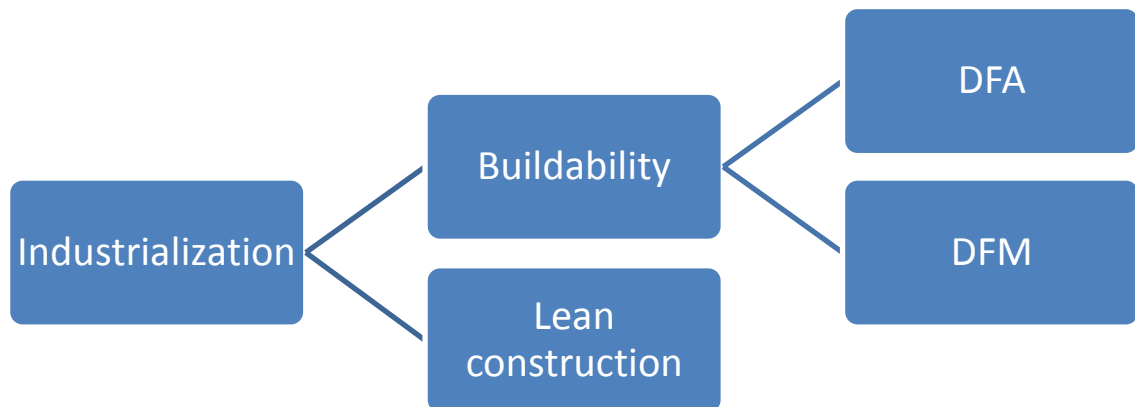 Industrialization
Buildability
Lean
construction
DFA
DFM